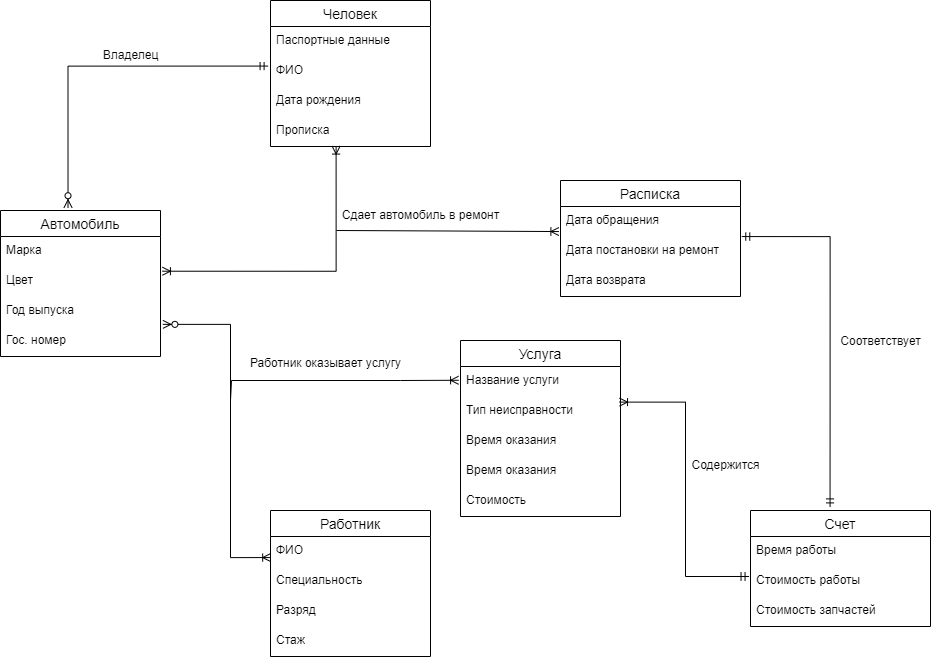 Человек
Паспортные данные
ФИО
Дата рождения
Прописка
Владелец
Автомобиль
Марка
Цвет
Год выпуска
Гос. номер
Сдает автомобиль в ремонт
Расписка
Дата обращения
Дата постановки на ремонт
Дата возврата
Соответствует
Работник оказывает услугу
Услуга
Название услуги
Тип неисправности
Время оказания
Время оказания
Стоимость
Содержится
Работник
ФИО
Специальность
Разряд
Стаж
Счет
Время работы
Стоимость работы
Стоимость запчастей